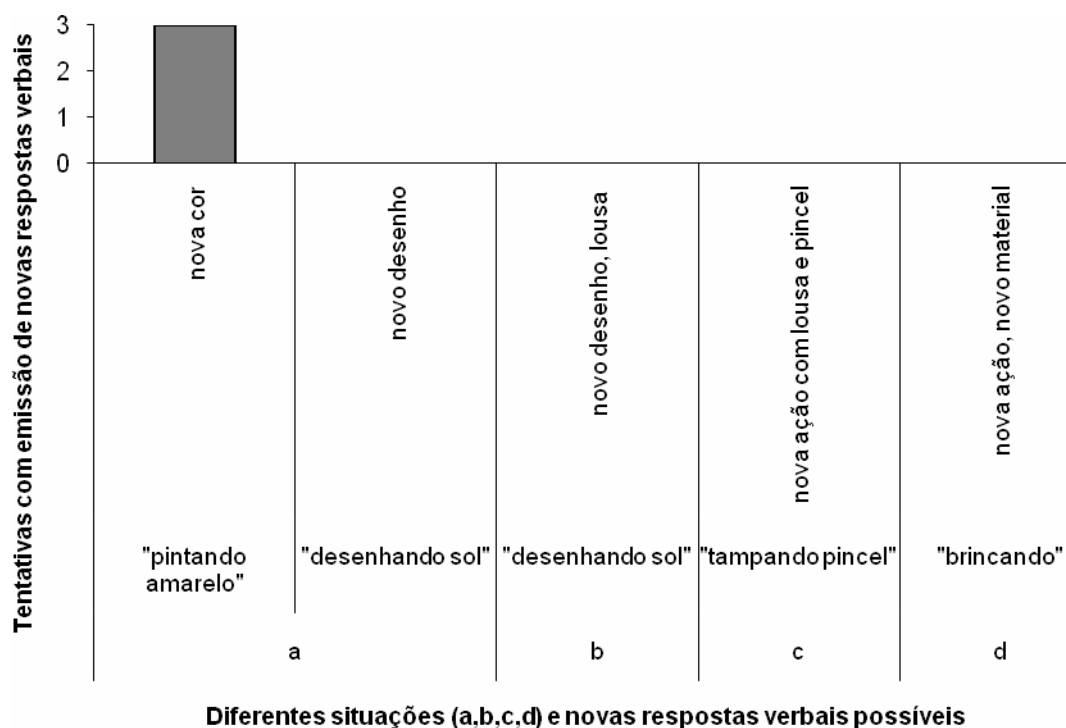 Tentativas com emissão de novas respostas verbais
3
2
1
0
nova cor
novo desenho
novo desenho, lousa
nova ação com lousa e pincel
nova ação, novo material
"pintando
amarelo"
"desenhando sol"
"desenhando sol"
"tampando pincel"
"brincando"
a
b
c
d
Diferentes situações (a,b,c,d) e novas respostas verbais possíveis